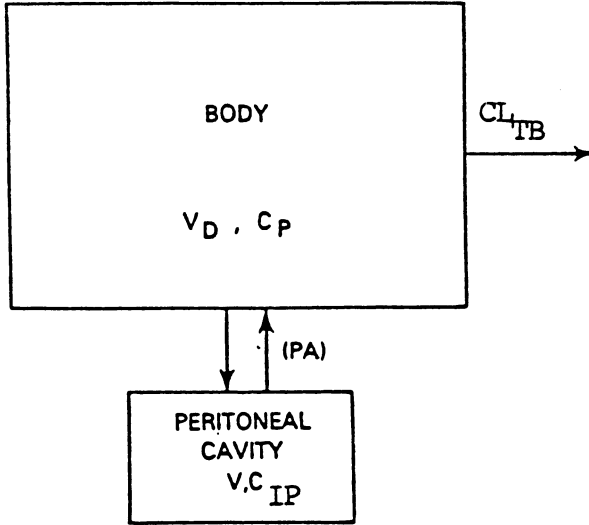 BODY
CL_TB
V_D , C_P
(PA)
PERITONEAL
CAVITY
V,C_IP